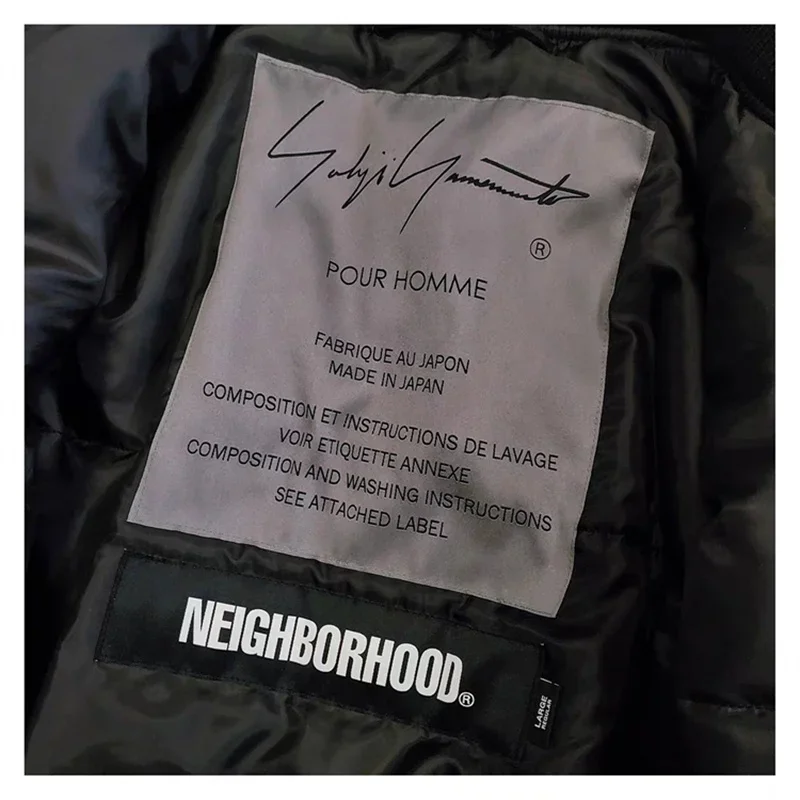 Yohji Yamamoto
®
POUR HOMME
FABRIQUE AU JAPON
MADE IN JAPAN
COMPOSITION ET INSTRUCTIONS DE LAVAGE
VOIR ETIQUETTE ANNEXE
COMPOSITION AND WASHING INSTRUCTIONS
SEE ATTACHED LABEL
NEIGHBORHOOD®
LARGE
REGULAR